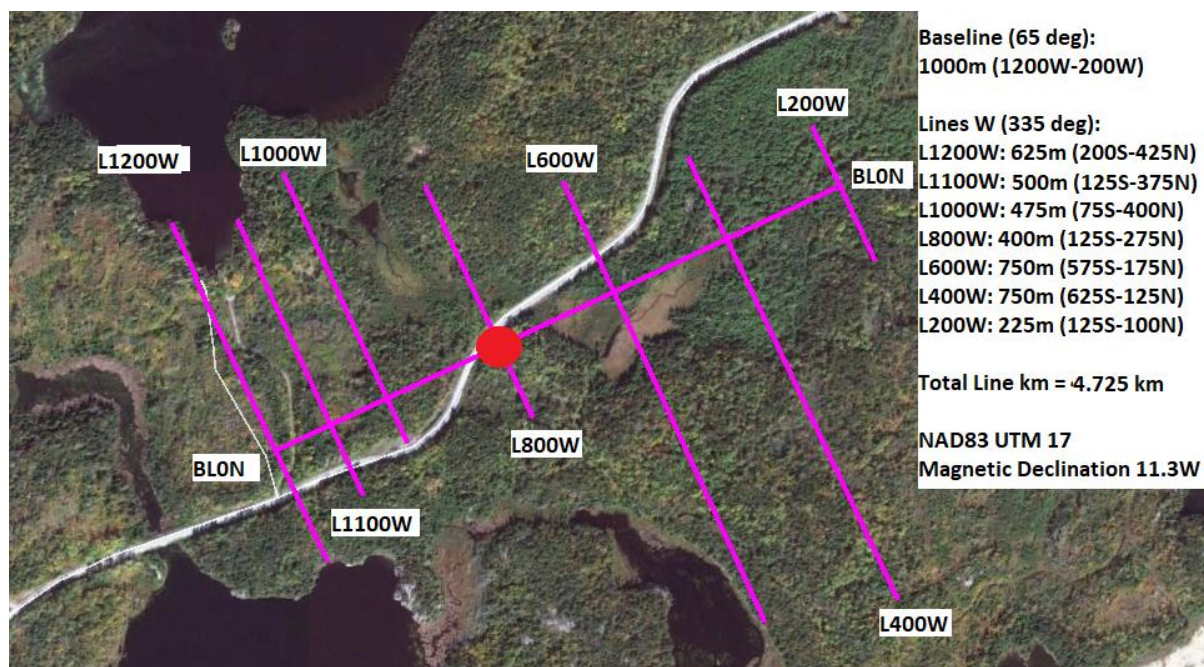 Baseline (65 deg):
1000m (1200W-200W)
Lines W (335 deg):
L1200W: 625m (200S-425N)
L1100W: 500m (125S-375N)
L1000W: 475m (75S-400N)
L800W: 400m (125S-275N)
L600W: 750m (575S-175N)
L400W: 750m (625S-125N)
L200W: 225m (125S-100N)
Total Line km = 4.725 km
NAD83 UTM 17
Magnetic Declination 11.3W
L1200W
L1000W
L600W
L200W
BL0N
BL0N
L800W
L1100W
L400W